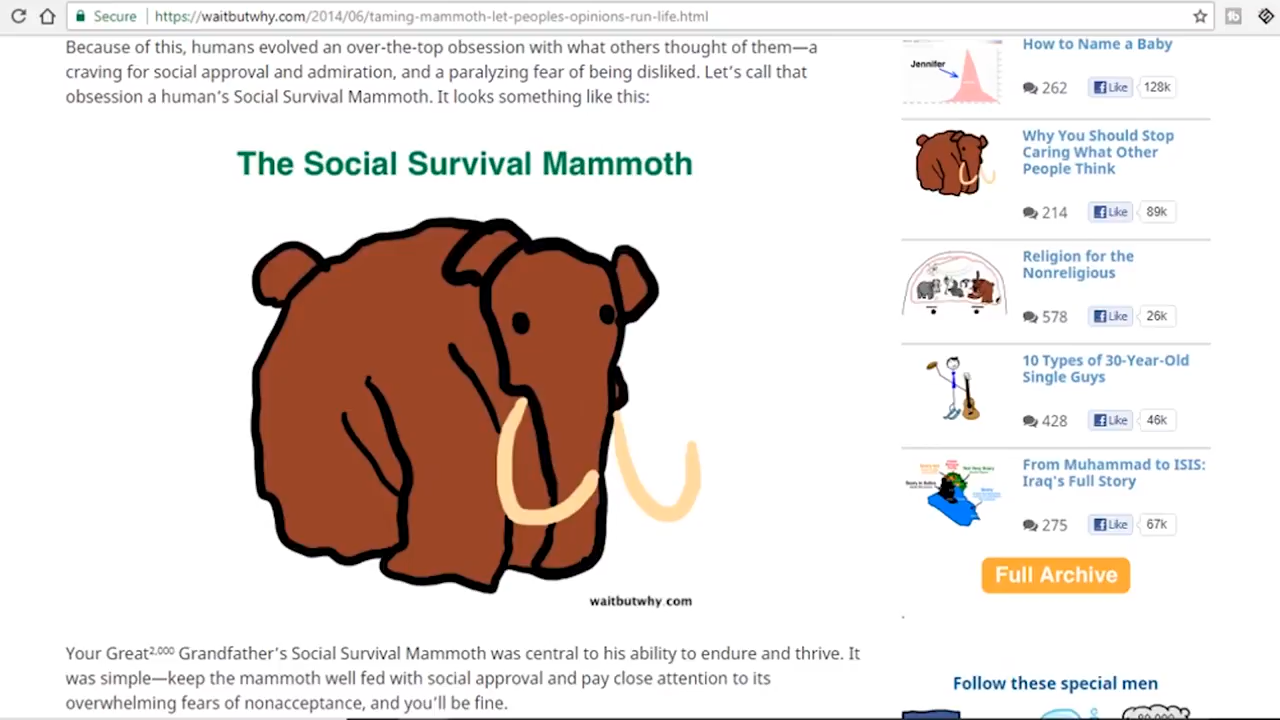 Secure
https://waitbutwhy.com/2014/06/taming-mammoth-let-peoples-opinions-run-life.html
Because of this, humans evolved an over-the-top obsession with what others thought of them—a
craving for social approval and admiration, and a paralyzing fear of being disliked. Let's call that
obsession a human's Social Survival Mammoth. It looks something like this:
The Social Survival Mammoth
waitbutwhy.com
Your Great2,000 Grandfather's Social Survival Mammoth was central to his ability to endure and thrive. It
was simple—keep the mammoth well fed with social approval and pay close attention to its
overwhelming fears of nonacceptance, and you'll be fine.
Jennifer
How to Name a Baby
262 Like 128k
Why You Should Stop
Caring What Other
People Think
214 Like 89k
Religion for the
Nonreligious
578 Like 26k
10 Types of 30-Year-Old
Single Guys
428 Like 46k
From Muhammad to ISIS:
Iraq's Full Story
275 Like 67k
Full Archive
Follow these special men